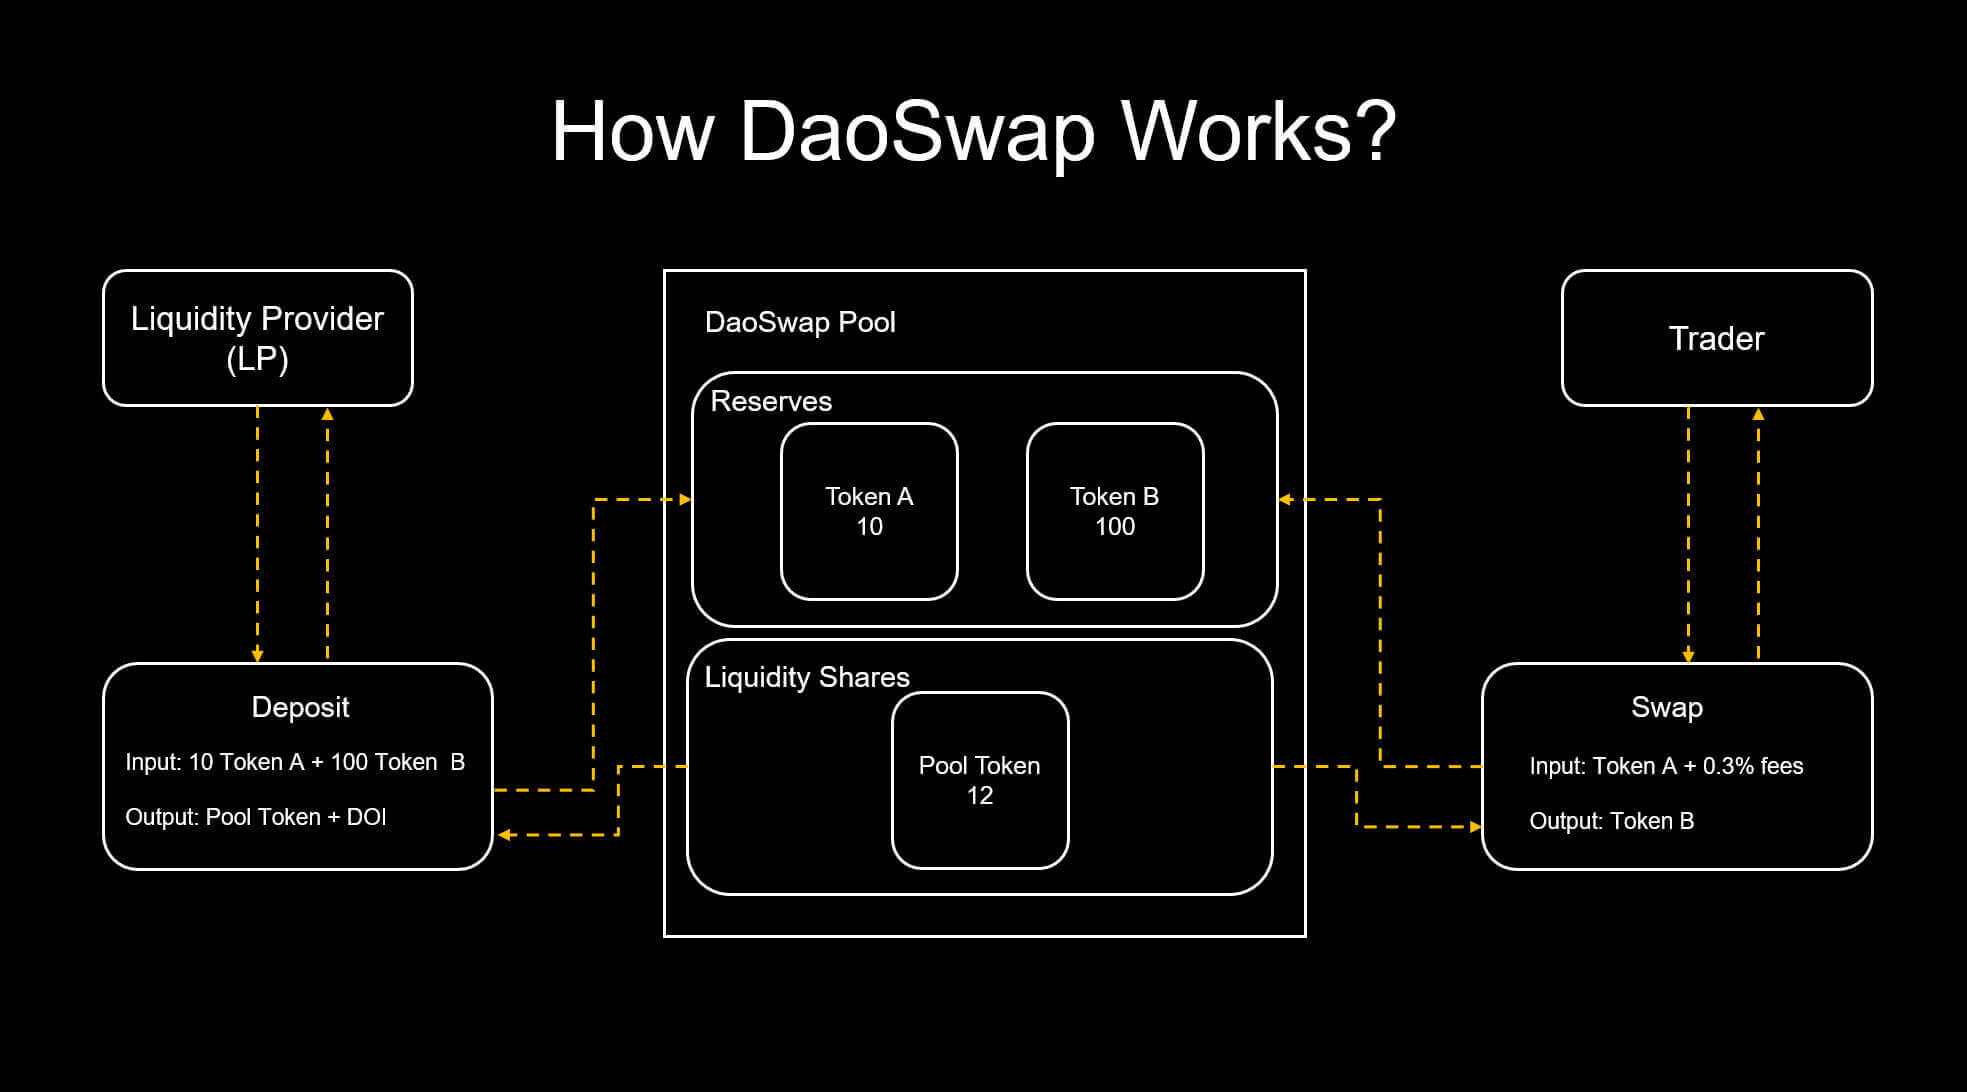 How DaoSwap Works?
Liquidity Provider
(LP)
DaoSwap Pool
Trader
Reserves
Token A
10
Token B
100
Deposit
Input: 10 Token A + 100 Token  B
Output: Pool Token + DOI
Liquidity Shares
Pool Token
12
Swap
Input: Token A + 0.3% fees
Output: Token B